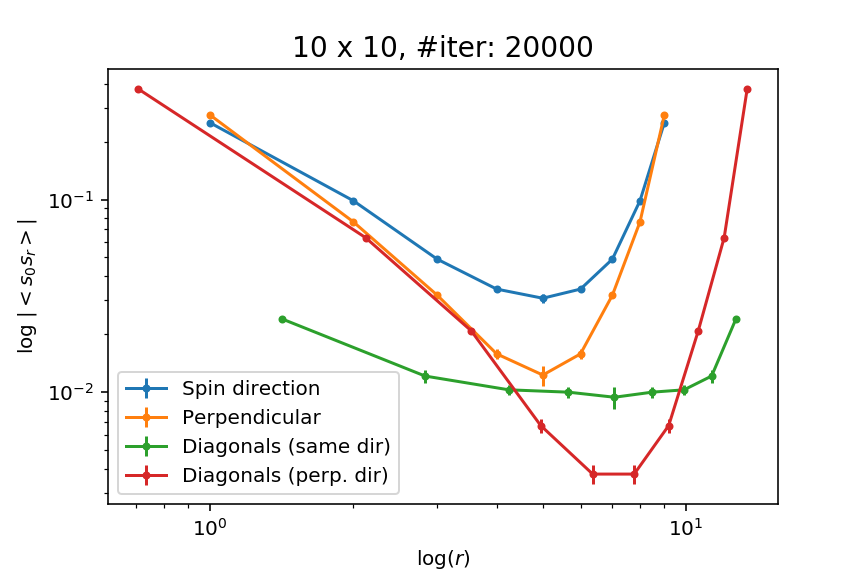 10 x 10, #iter: 20000
log | < s₀sᵣ > |
10⁻¹
10⁻²
Spin direction
Perpendicular
Diagonals (same dir)
Diagonals (perp. dir)
10⁰
10¹
log(r)